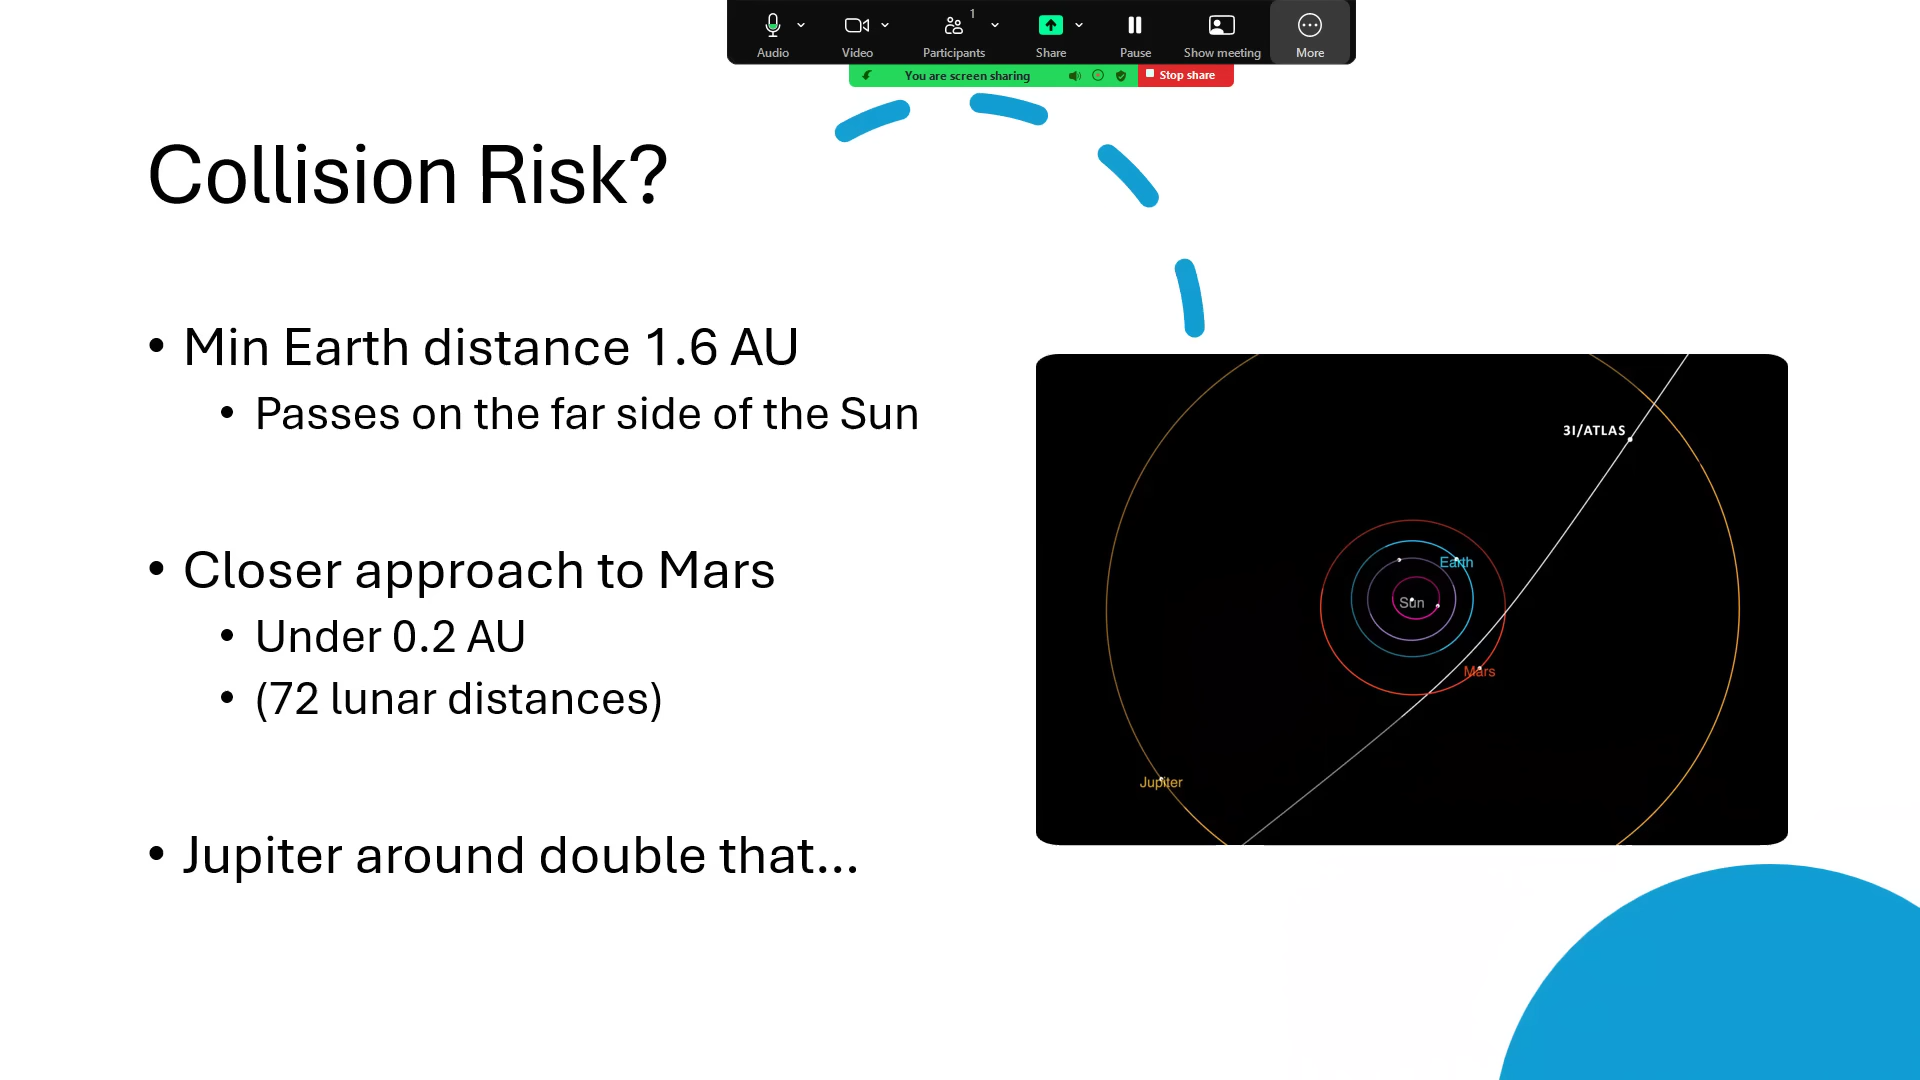 Audio
Video
1
Participants
Share
Pause
Show meeting
More
You are screen sharing
Stop share
Collision Risk?
• Min Earth distance 1.6 AU
• Passes on the far side of the Sun
• Closer approach to Mars
• Under 0.2 AU
• (72 lunar distances)
• Jupiter around double that...
3I/ATLAS
Earth
Sun
Mars
Jupiter